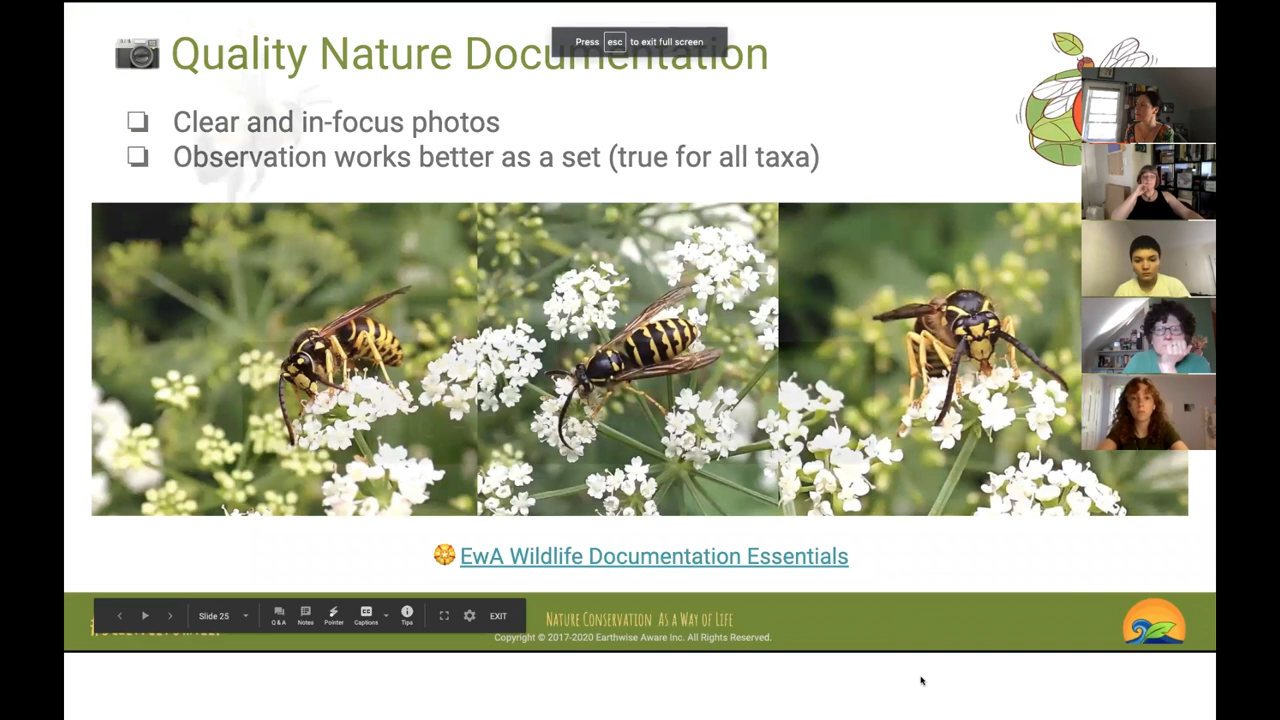 Press esc to exit full screen
Quality Nature Documentation
Clear and in-focus photos
Observation works better as a set (true for all taxa)
EwA Wildlife Documentation Essentials
Slide 25
Q & A
Notes
Pointer
Captions
Tips
EXIT
NATURE CONSERVATION AS A WAY OF LIFE
Copyright © 2017-2020 Earthwise Aware Inc. All Rights Reserved.